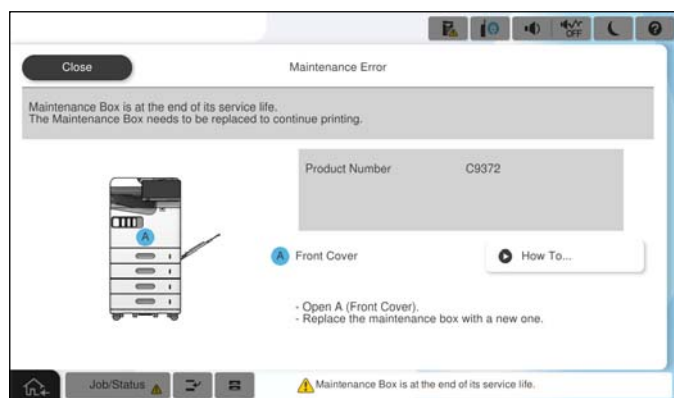 OFF
Close
Maintenance Error
Maintenance Box is at the end of its service life.
The Maintenance Box needs to be replaced to continue printing.
Product Number C9372
A
A Front Cover
How To...
- Open A (Front Cover).
- Replace the maintenance box with a new one.
Job/Status
Maintenance Box is at the end of its service life.